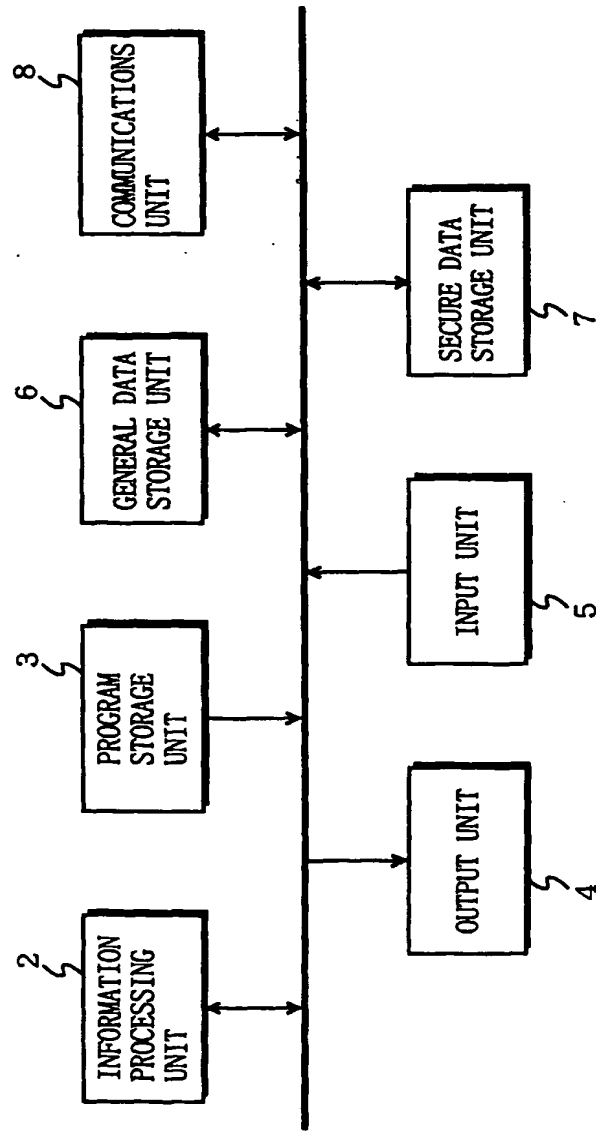 2
INFORMATION
PROCESSING
UNIT
3
PROGRAM
STORAGE
UNIT
6
GENERAL DATA
STORAGE UNIT
8
COMMUNICATIONS
UNIT
OUTPUT UNIT
4
INPUT UNIT
5
SECURE DATA
STORAGE UNIT
7